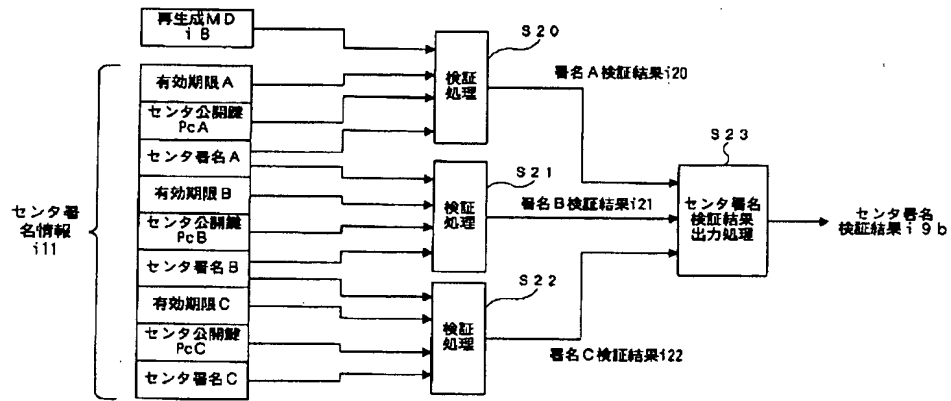 再生成MD
iB
有効期限A
センタ公開鍵
PcA
センタ署名A
有効期限B
センタ公開鍵
PcB
センタ署名B
有効期限C
センタ公開鍵
PcC
センタ署名C
センタ署
名情報
i11
検証
処理
S20
署名A検証結果i20
検証
処理
S21
署名B検証結果i21
検証
処理
S22
署名C検証結果i22
S23
センタ署名
検証結果
出力処理
センタ署名
検証結果i9b